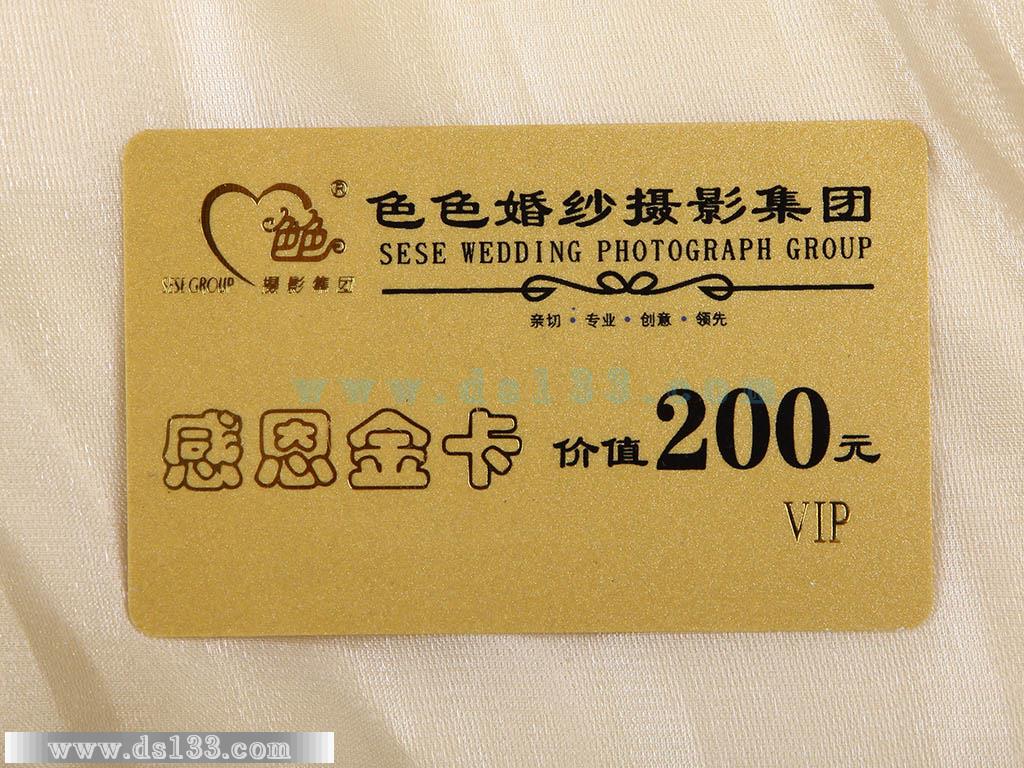 ®
色色
SESE GROUP 摄影集团
色色婚纱摄影集团
SESE WEDDING PHOTOGRAPH GROUP
亲切·专业·创意·领先
www.ds133.com
感恩金卡 价值200元
VIP
www.ds133.com